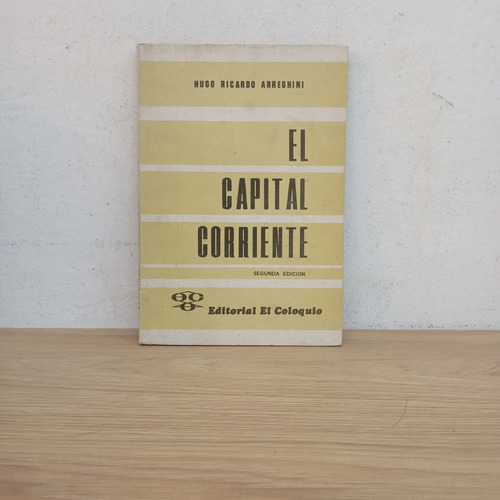 HUGO RICARDO ARREGHINI
EL
CAPITAL
CORRIENTE
SEGUNDA EDICION
Editorial El Coloquio